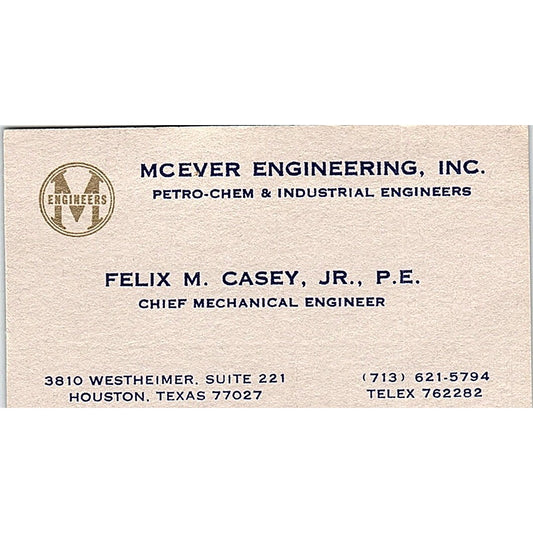 MCEVER ENGINEERING, INC.
PETRO-CHEM & INDUSTRIAL ENGINEERS
M
ENGINEERS
FELIX M. CASEY, JR., P.E.
CHIEF MECHANICAL ENGINEER
3810 WESTHEIMER, SUITE 221
HOUSTON, TEXAS 77027
(713) 621-5794
TELEX 762282